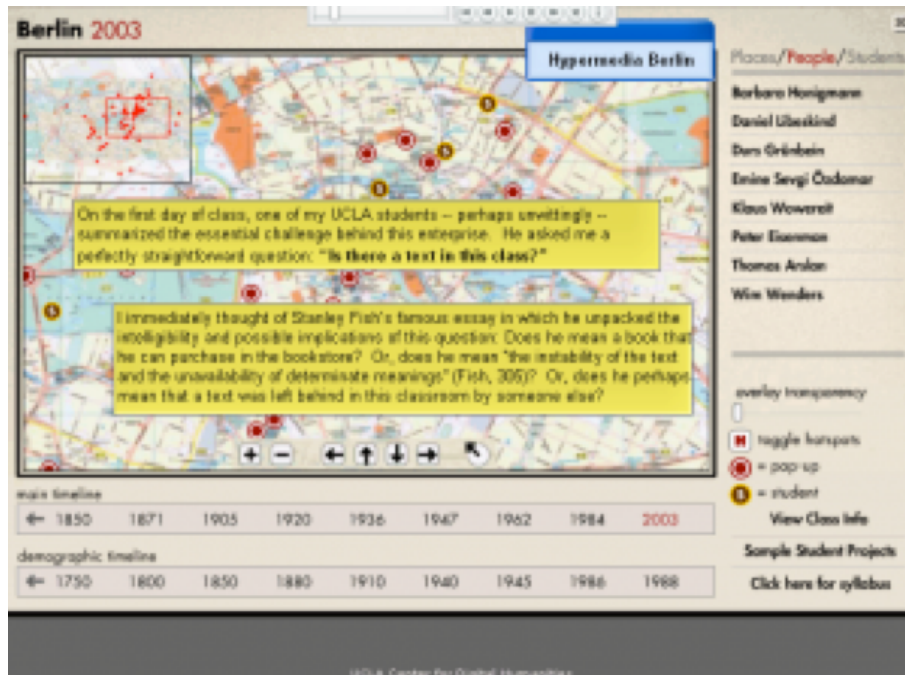 Berlin 2003
Hypermedia Berlin
Places/People/Students
Barbara Honigmann
Daniel Libeskind
Durs Grünbein
Emine Sevgi Özdamar
Klaus Wowereit
Peter Eisenman
Thomas Arslan
Wim Wenders
On the first day of class, one of my UCLA students -- perhaps unwittingly --
summarized the essential challenge behind this enterprise. He asked me a
perfectly straightforward question: "Is there a text in this class?"
I immediately thought of Stanley Fish's famous essay in which he unpacked the
intelligibility and possible implications of this question: Does he mean a book that
he can purchase in the bookstore? Or, does he mean "the instability of the text
and the unavailability of determinate meanings" (Fish, 305)? Or, does he perhaps
mean that a text was left behind in this classroom by someone else?
overlay transparency
H toggle hotspots
= pop-up
S = student
View Class Info
Sample Student Projects
Click here for syllabus
main timeline
1850 1871 1905 1920 1936 1947 1962 1984 2003
demographic timeline
1750 1800 1850 1880 1910 1940 1945 1986 1988
UCLA Center for Digital Humanities